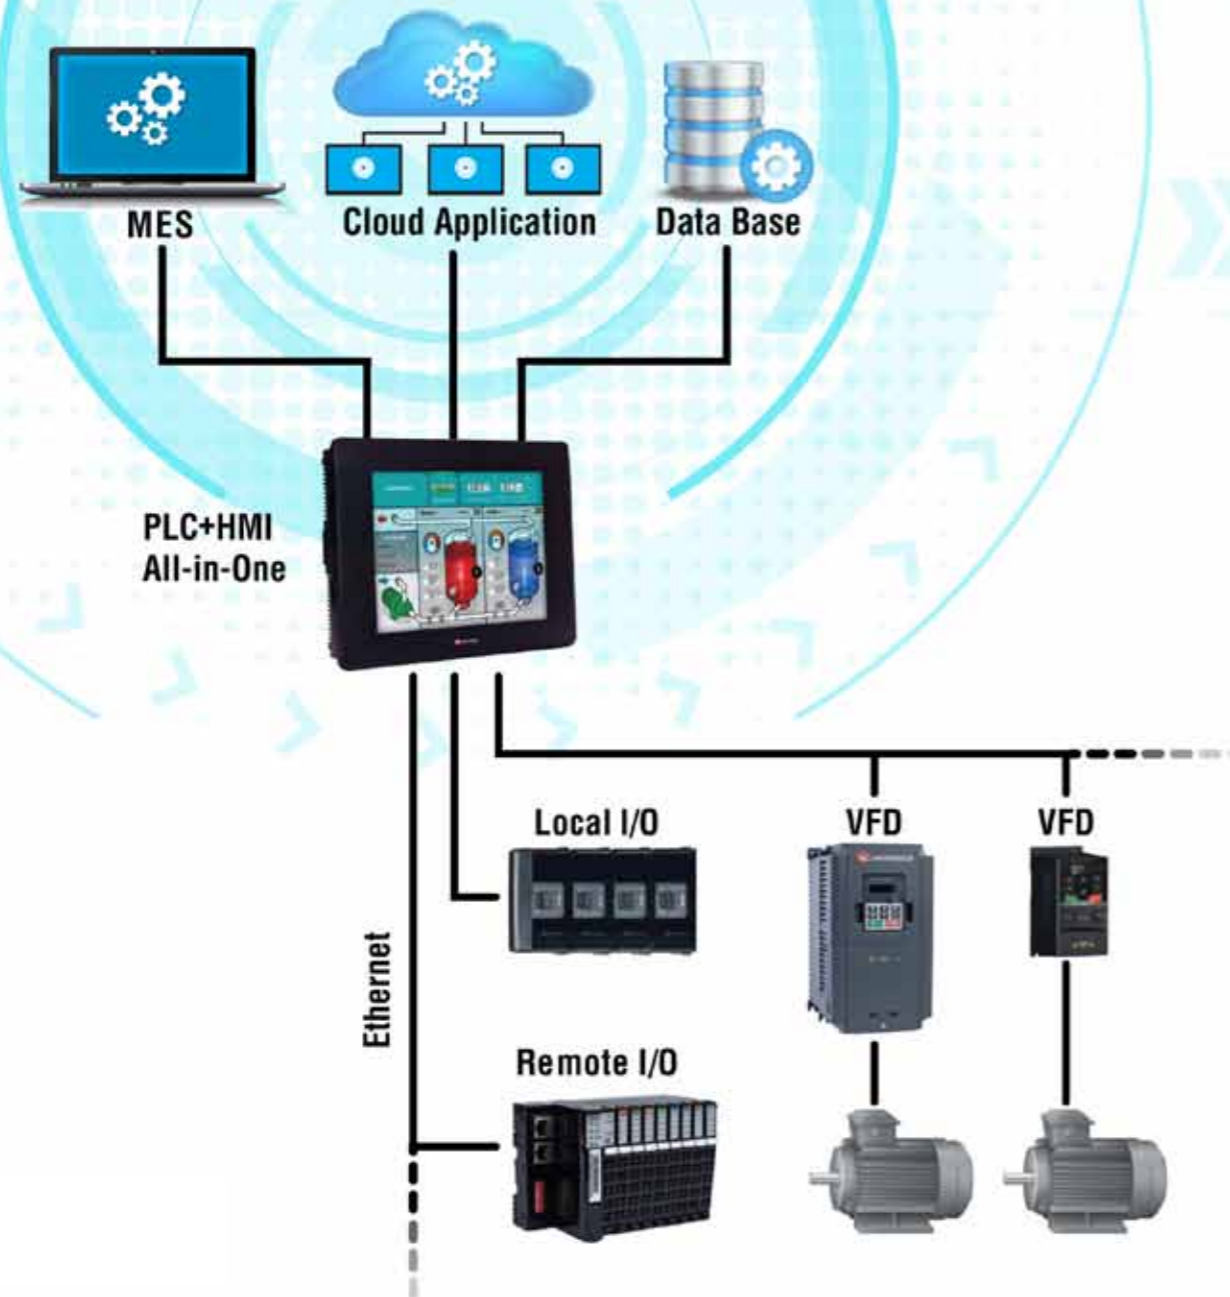 MES
Cloud Application
Data Base
PLC+HMI
All-in-One
Local I/O
VFD
VFD
Ethernet
Remote I/O